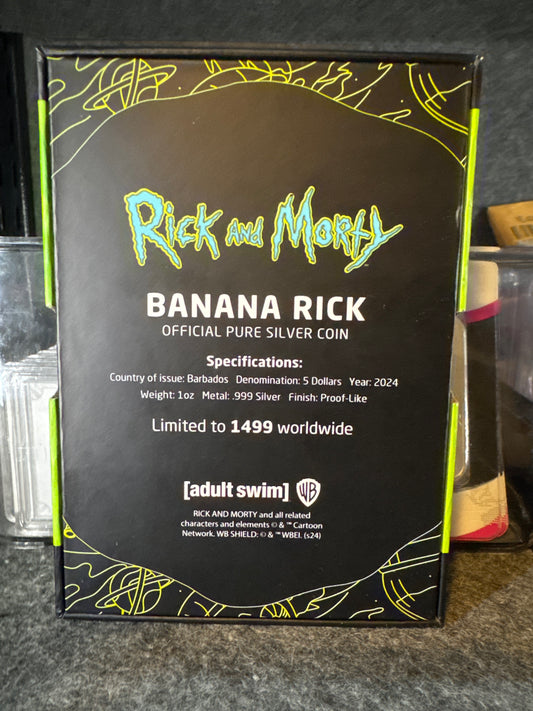 RICK AND MORTY™
BANANA RICK
OFFICIAL PURE SILVER COIN
Specifications:
Country of issue: Barbados Denomination: 5 Dollars Year: 2024
Weight: 1oz Metal: .999 Silver Finish: Proof-Like
Limited to 1499 worldwide
[adult swim] WB
RICK AND MORTY and all related
characters and elements © & ™ Cartoon
Network. WB SHIELD: © & ™ WBEI. (s24)